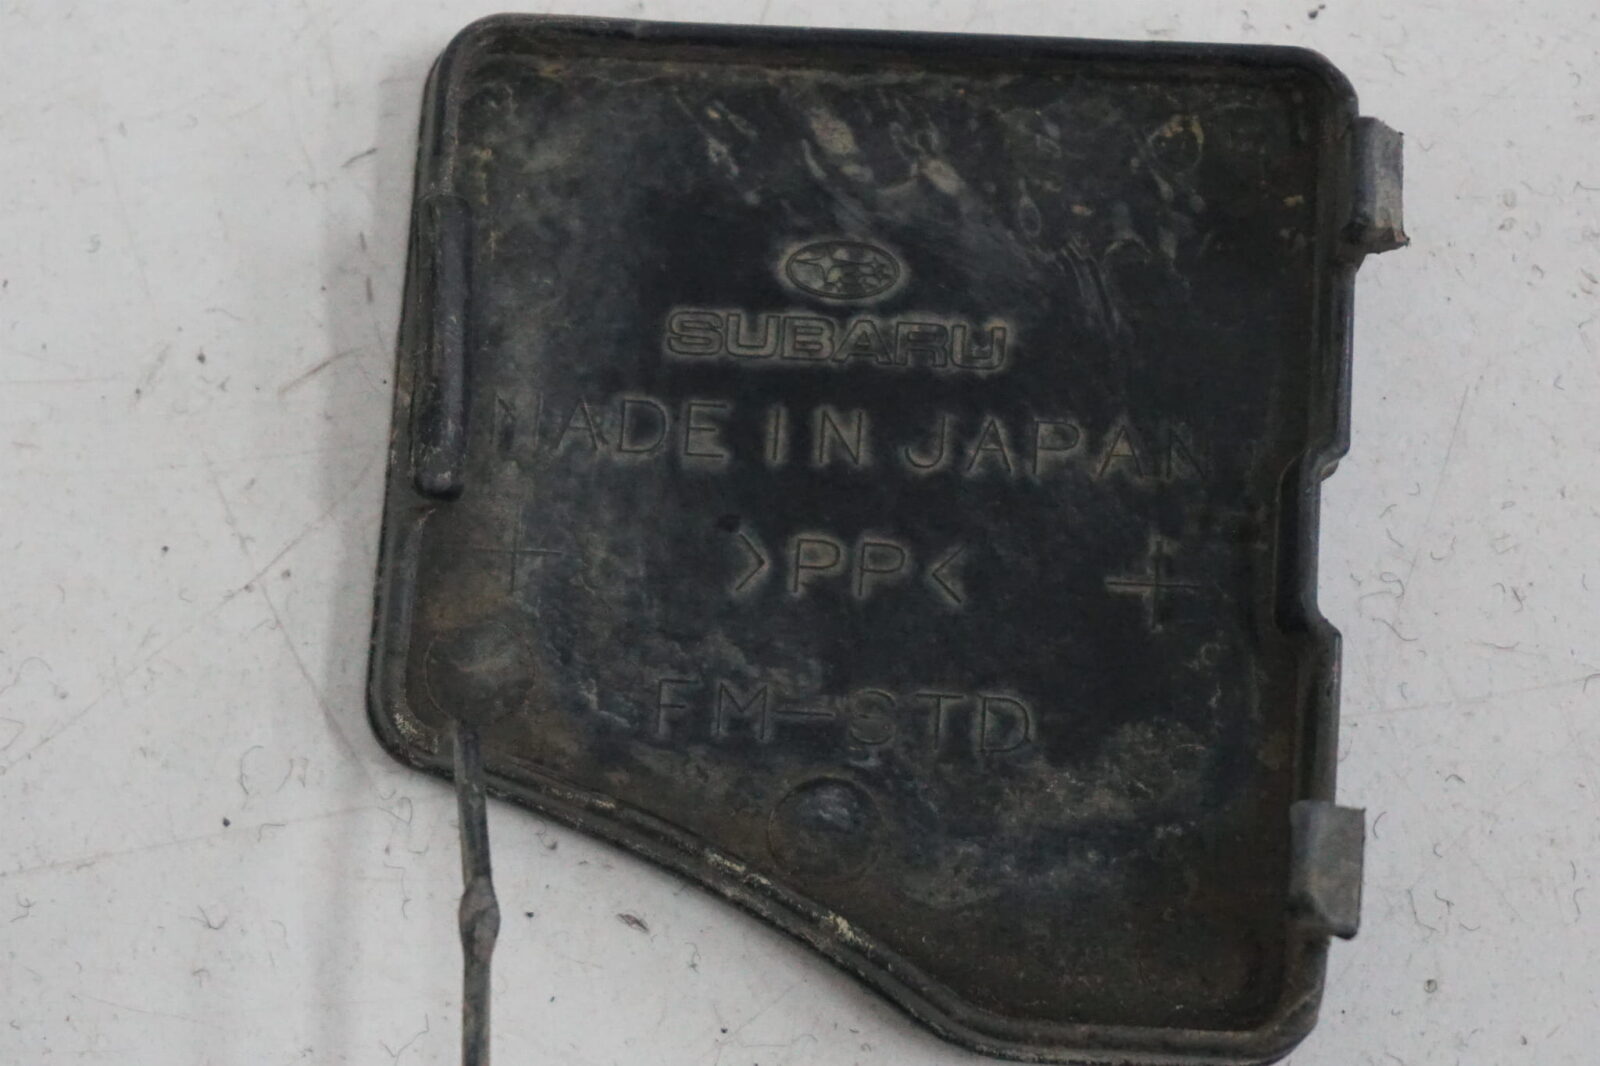 SUBARU
MADE IN JAPAN
>PP<
FM-STD